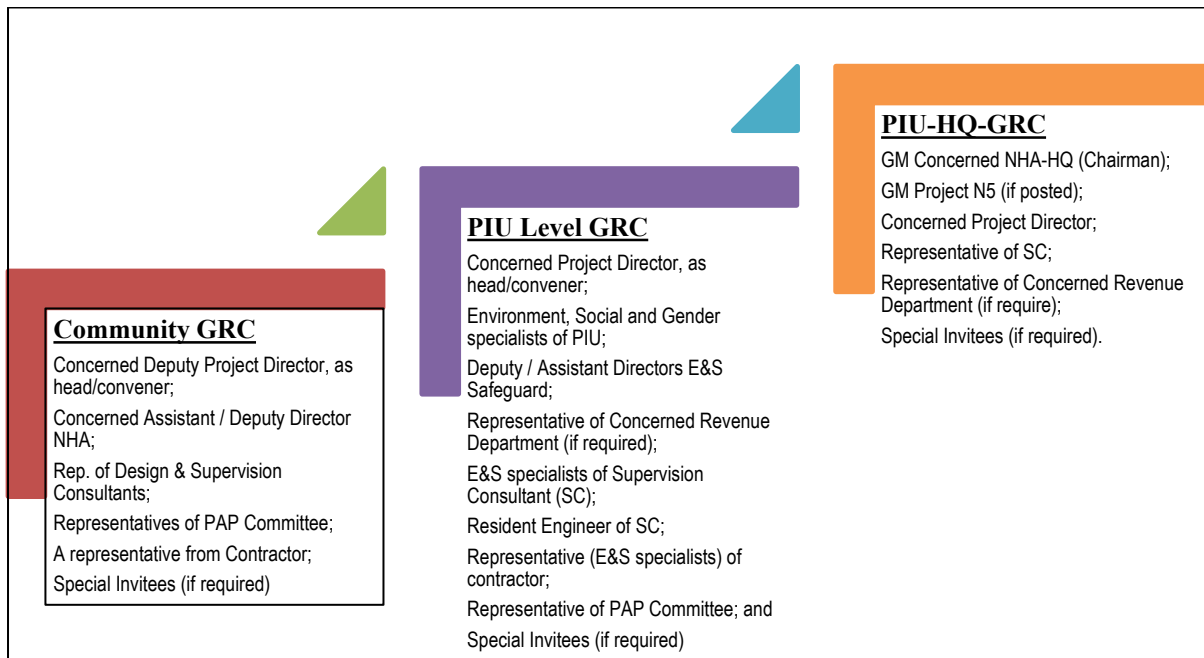 Community GRC
Concerned Deputy Project Director, as
head/convener;
Concerned Assistant / Deputy Director
NHA;
Rep. of Design & Supervision
Consultants;
Representatives of PAP Committee;
A representative from Contractor;
Special Invitees (if required)
PIU Level GRC
Concerned Project Director, as
head/convener;
Environment, Social and Gender
specialists of PIU;
Deputy / Assistant Directors E&S
Safeguard;
Representative of Concerned Revenue
Department (if required);
E&S specialists of Supervision
Consultant (SC);
Resident Engineer of SC;
Representative (E&S specialists) of
contractor;
Representative of PAP Committee; and
Special Invitees (if required)
PIU-HQ-GRC
GM Concerned NHA-HQ (Chairman);
GM Project N5 (if posted);
Concerned Project Director;
Representative of SC;
Representative of Concerned Revenue
Department (if require);
Special Invitees (if required).